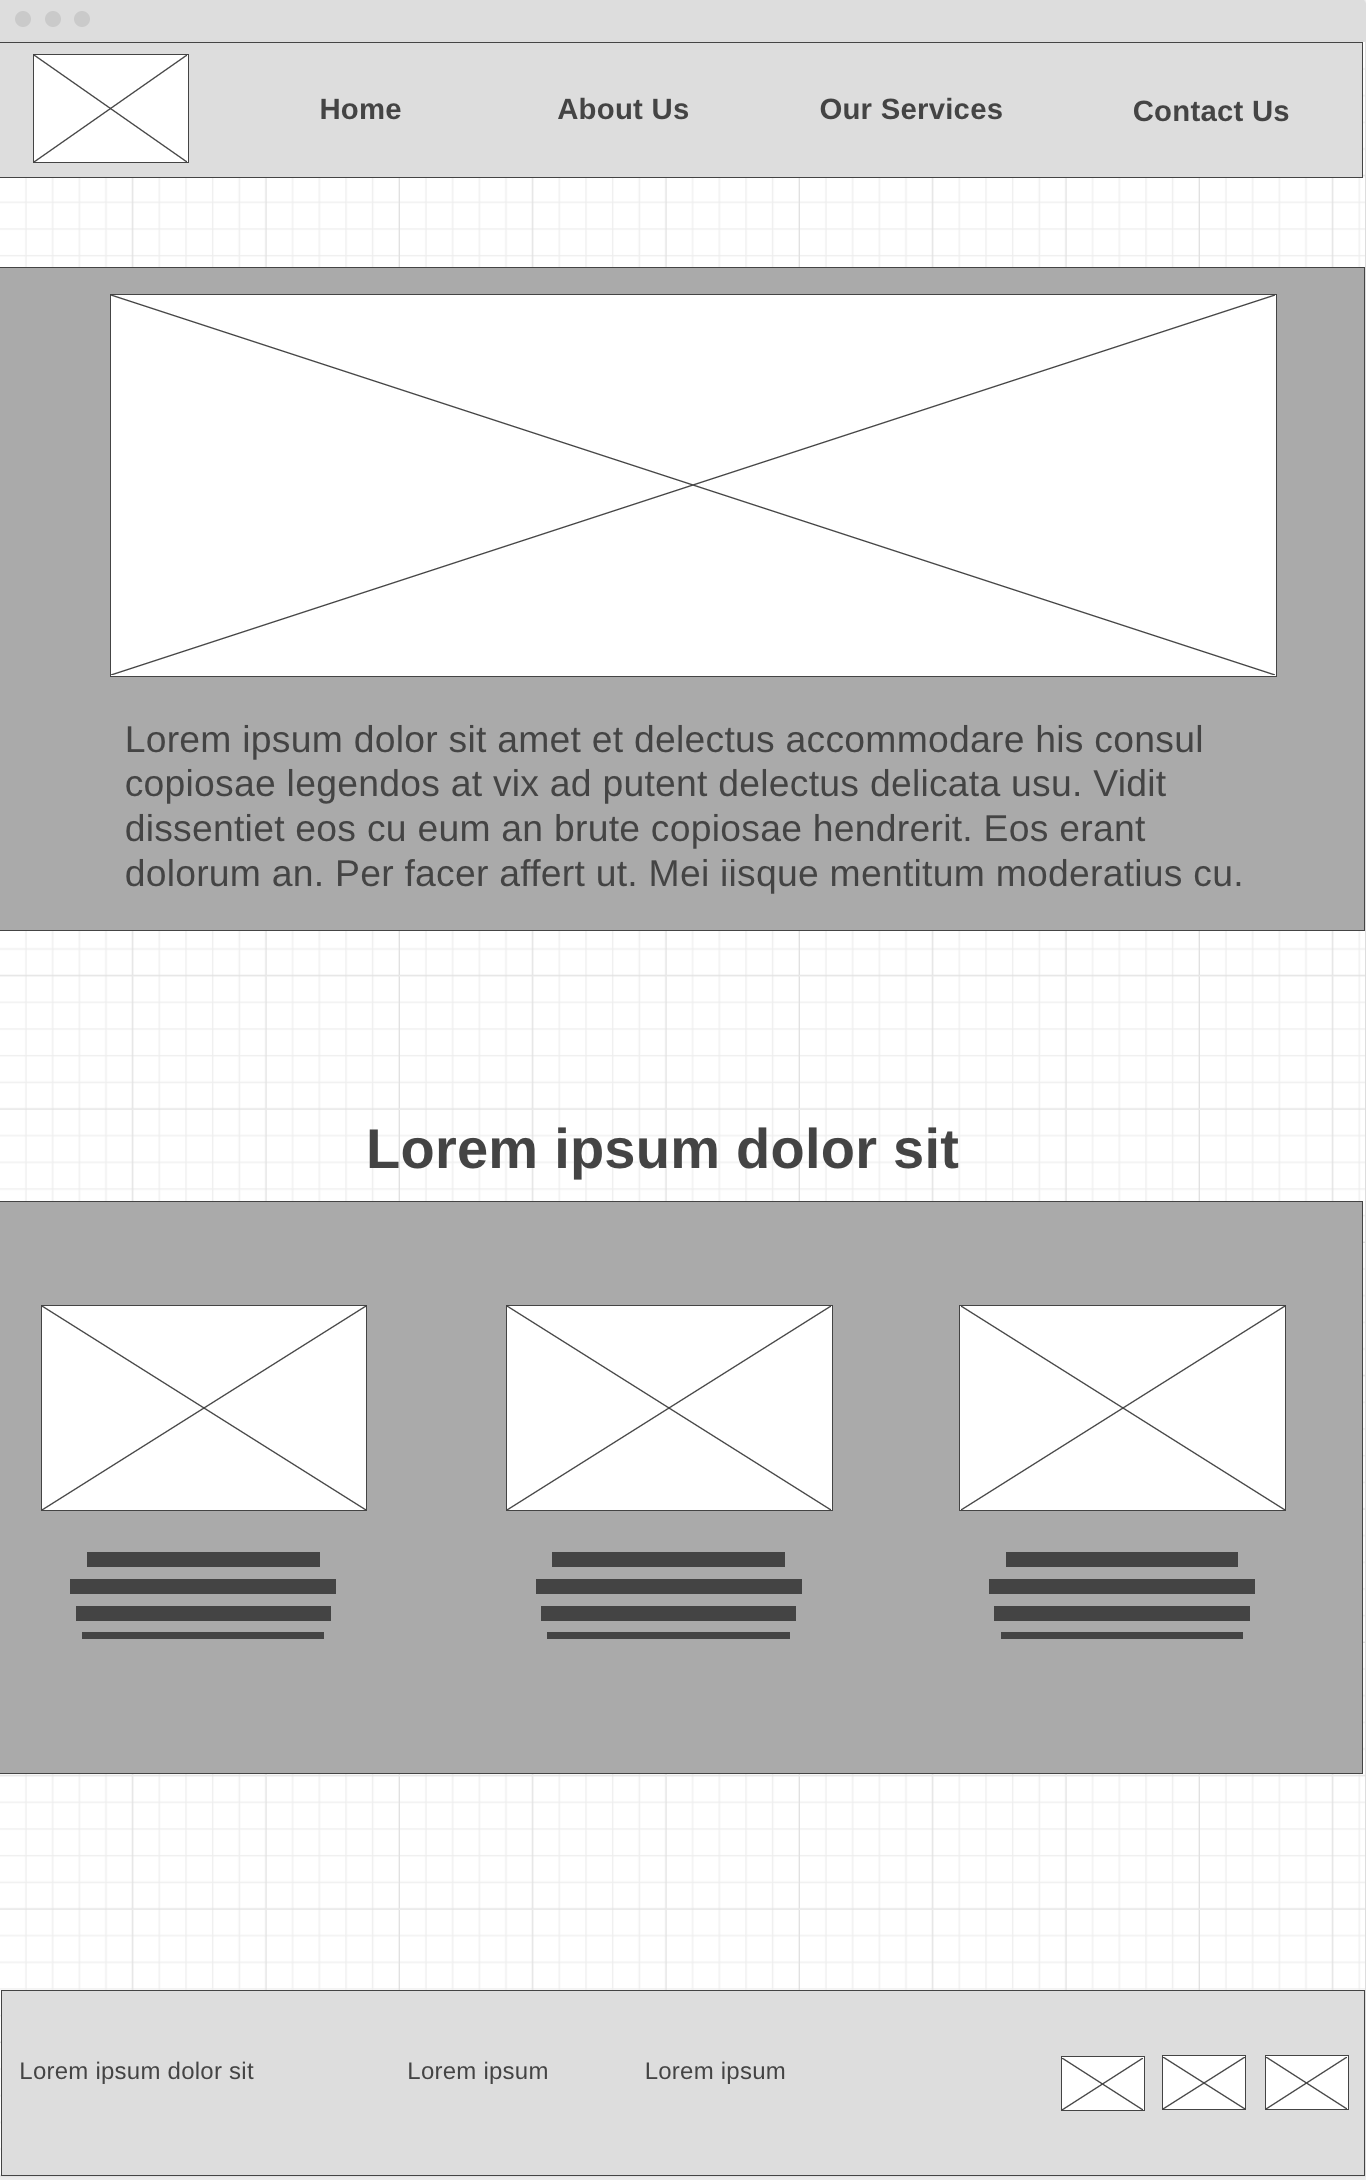 Home
About Us
Our Services
Contact Us
Lorem ipsum dolor sit amet et delectus accommodare his consul
copiosae legendos at vix ad putent delectus delicata usu. Vidit
dissentiet eos cu eum an brute copiosae hendrerit. Eos erant
dolorum an. Per facer affert ut. Mei iisque mentitum moderatius cu.
Lorem ipsum dolor sit
Lorem ipsum dolor sit
Lorem ipsum
Lorem ipsum